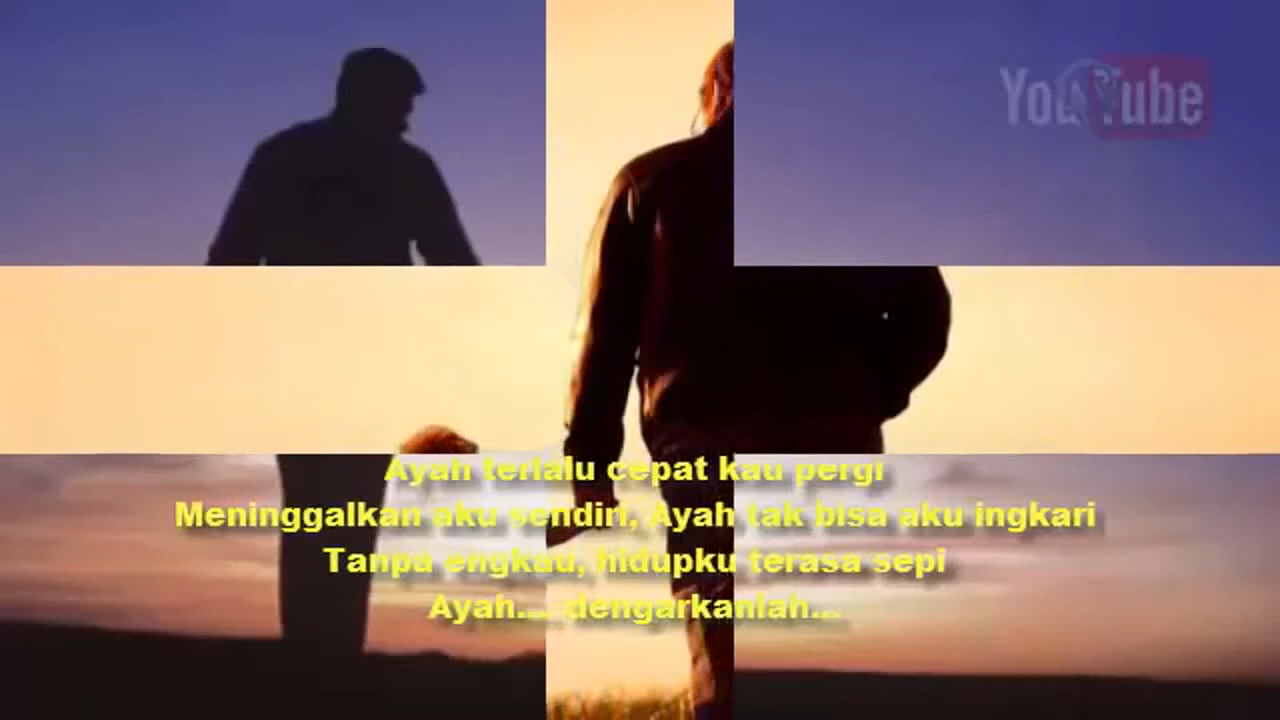 YouTube
Ayah terlalu cepat kau pergi
Meninggalkan aku sendiri, Ayah tak bisa aku ingkari
Tanpa engkau, hidupku terasa sepi
Ayah.... dengarkanlah...